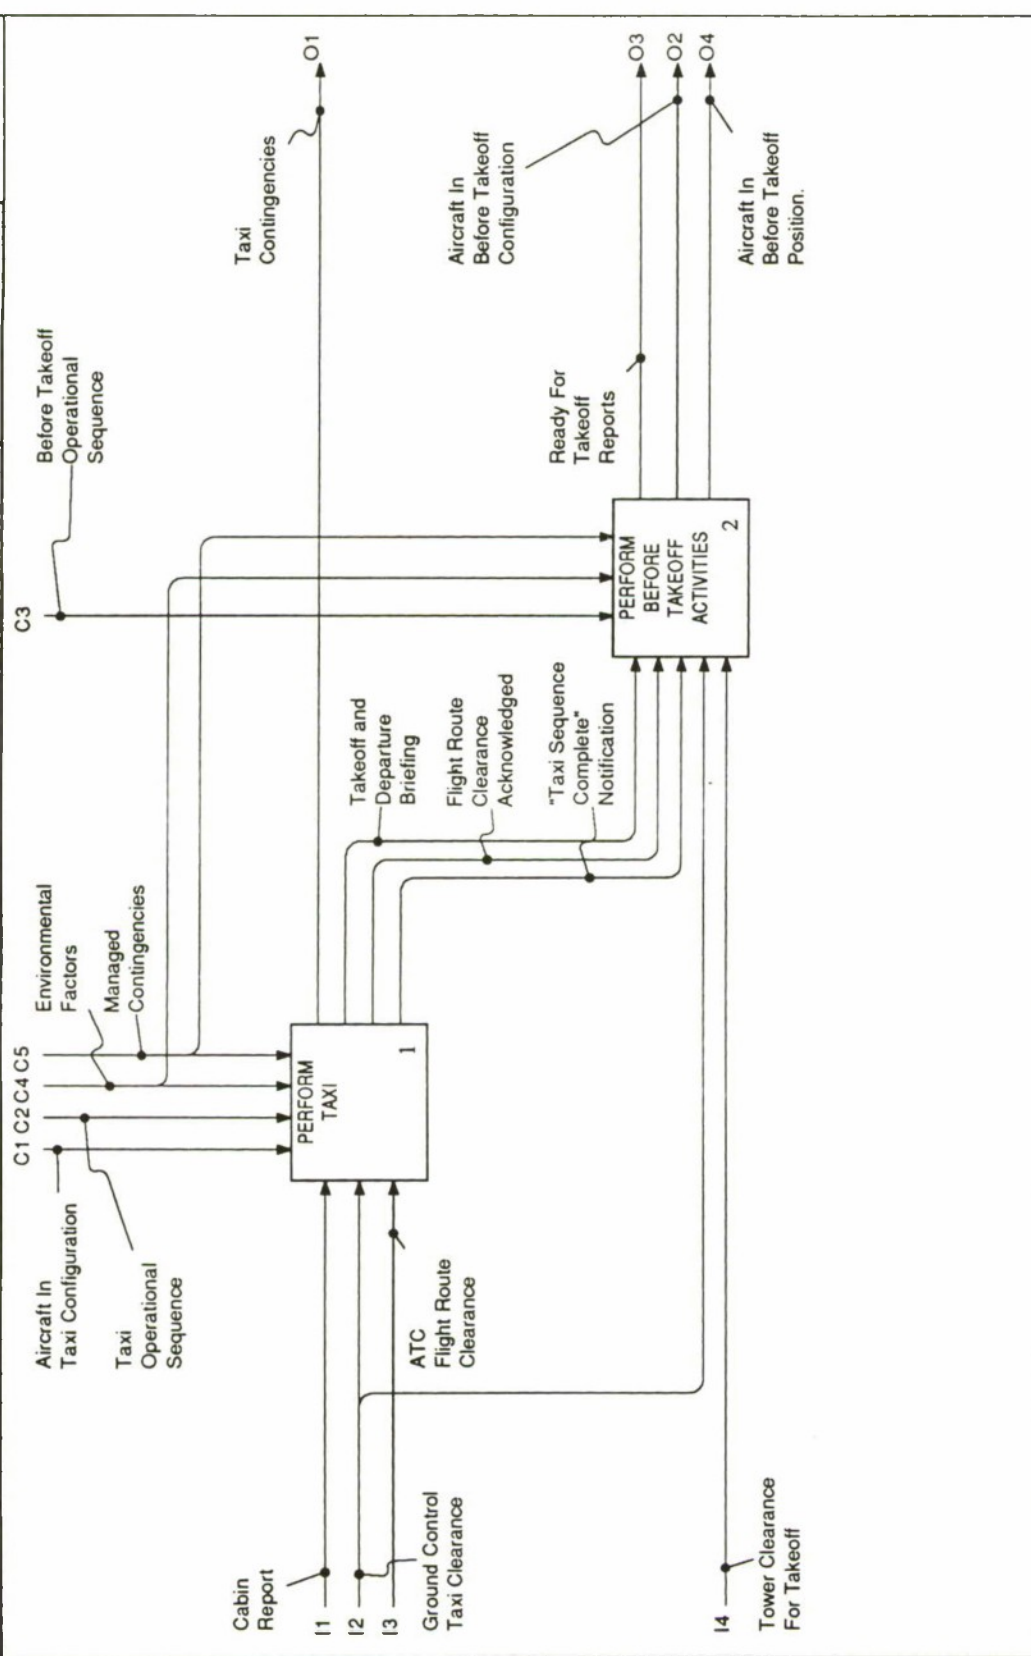 C1 C2 C4 C5
C3
Aircraft In
Taxi Configuration
Taxi
Operational
Sequence
Environmental
Factors
Managed
Contingencies
Before Takeoff
Operational
Sequence
Cabin
Report
I1
I2
I3
Ground Control
Taxi Clearance
ATC
Flight Route
Clearance
PERFORM
TAXI
1
Taxi
Contingencies
O1
Takeoff and
Departure
Briefing
Flight Route
Clearance
Acknowledged
"Taxi Sequence
Complete"
Notification
PERFORM
BEFORE
TAKEOFF
ACTIVITIES
2
Ready For
Takeoff
Reports
Aircraft In
Before Takeoff
Configuration
O3
O2
O4
Aircraft In
Before Takeoff
Position.
I4
Tower Clearance
For Takeoff